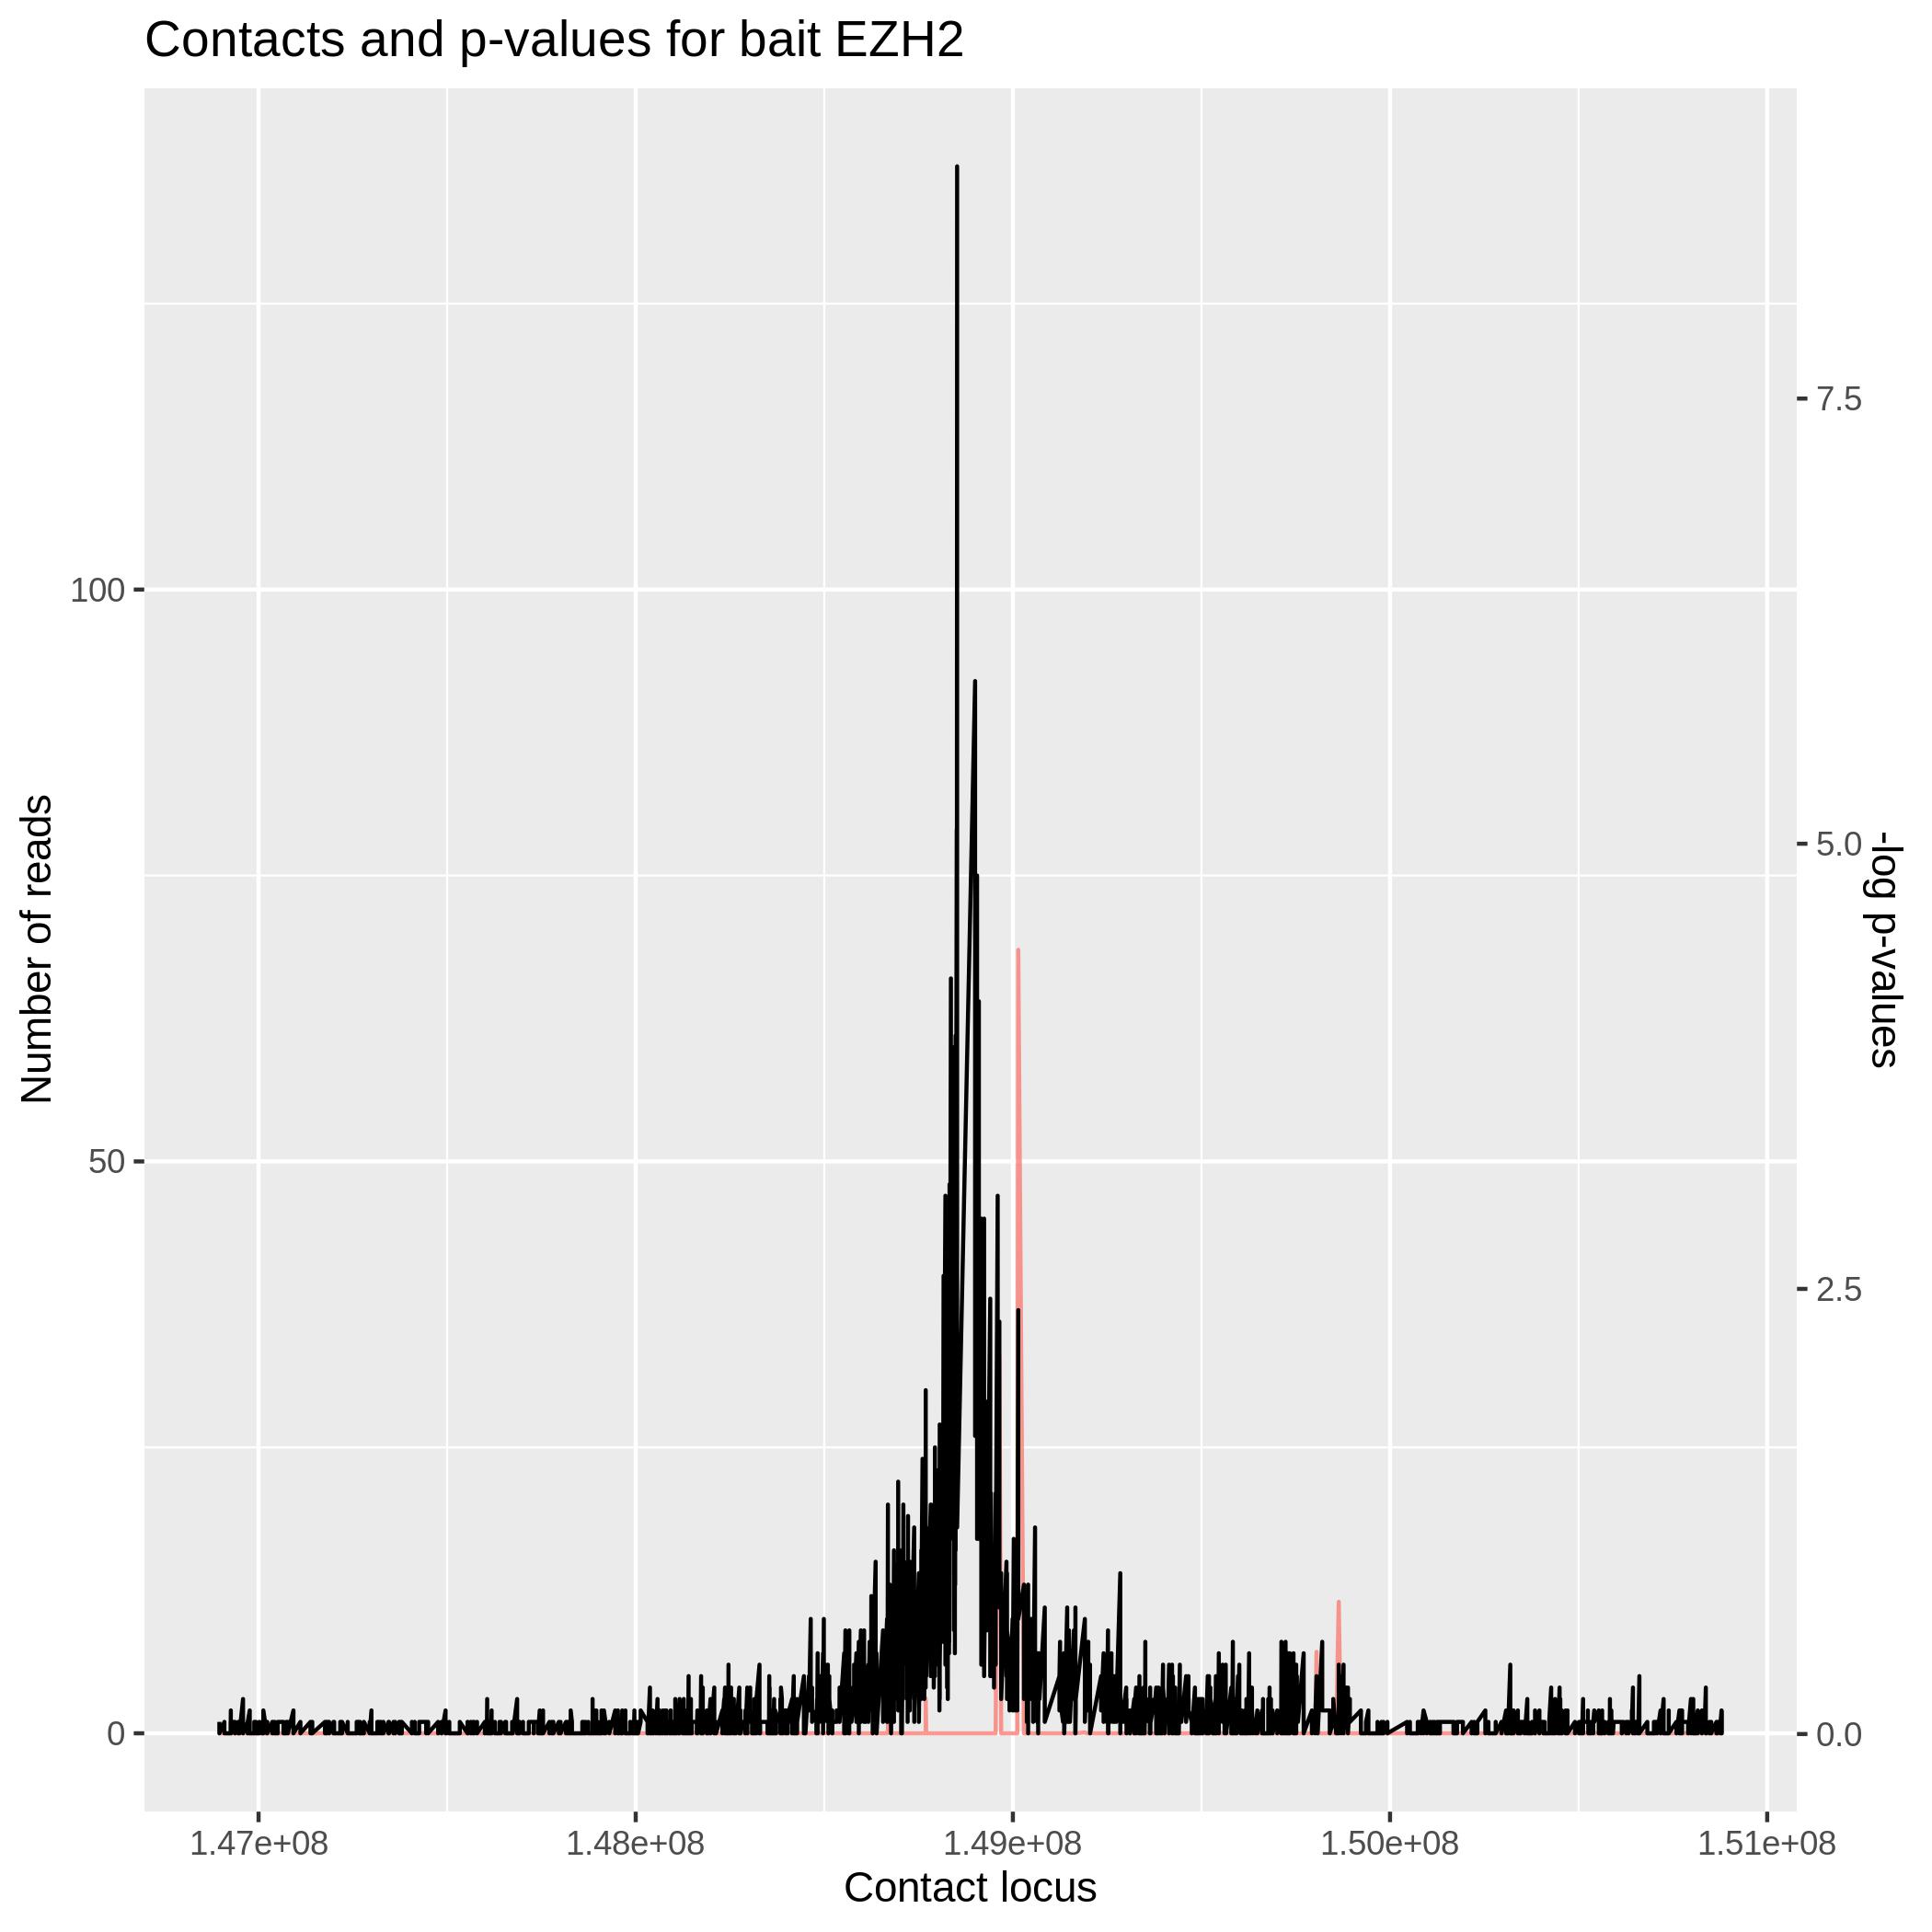 Contacts and p-values for bait EZH2
Number of reads
100
50
0
7.5
5.0
2.5
0.0
-log p-values
1.47e+08
1.48e+08
1.49e+08
1.50e+08
1.51e+08
Contact locus